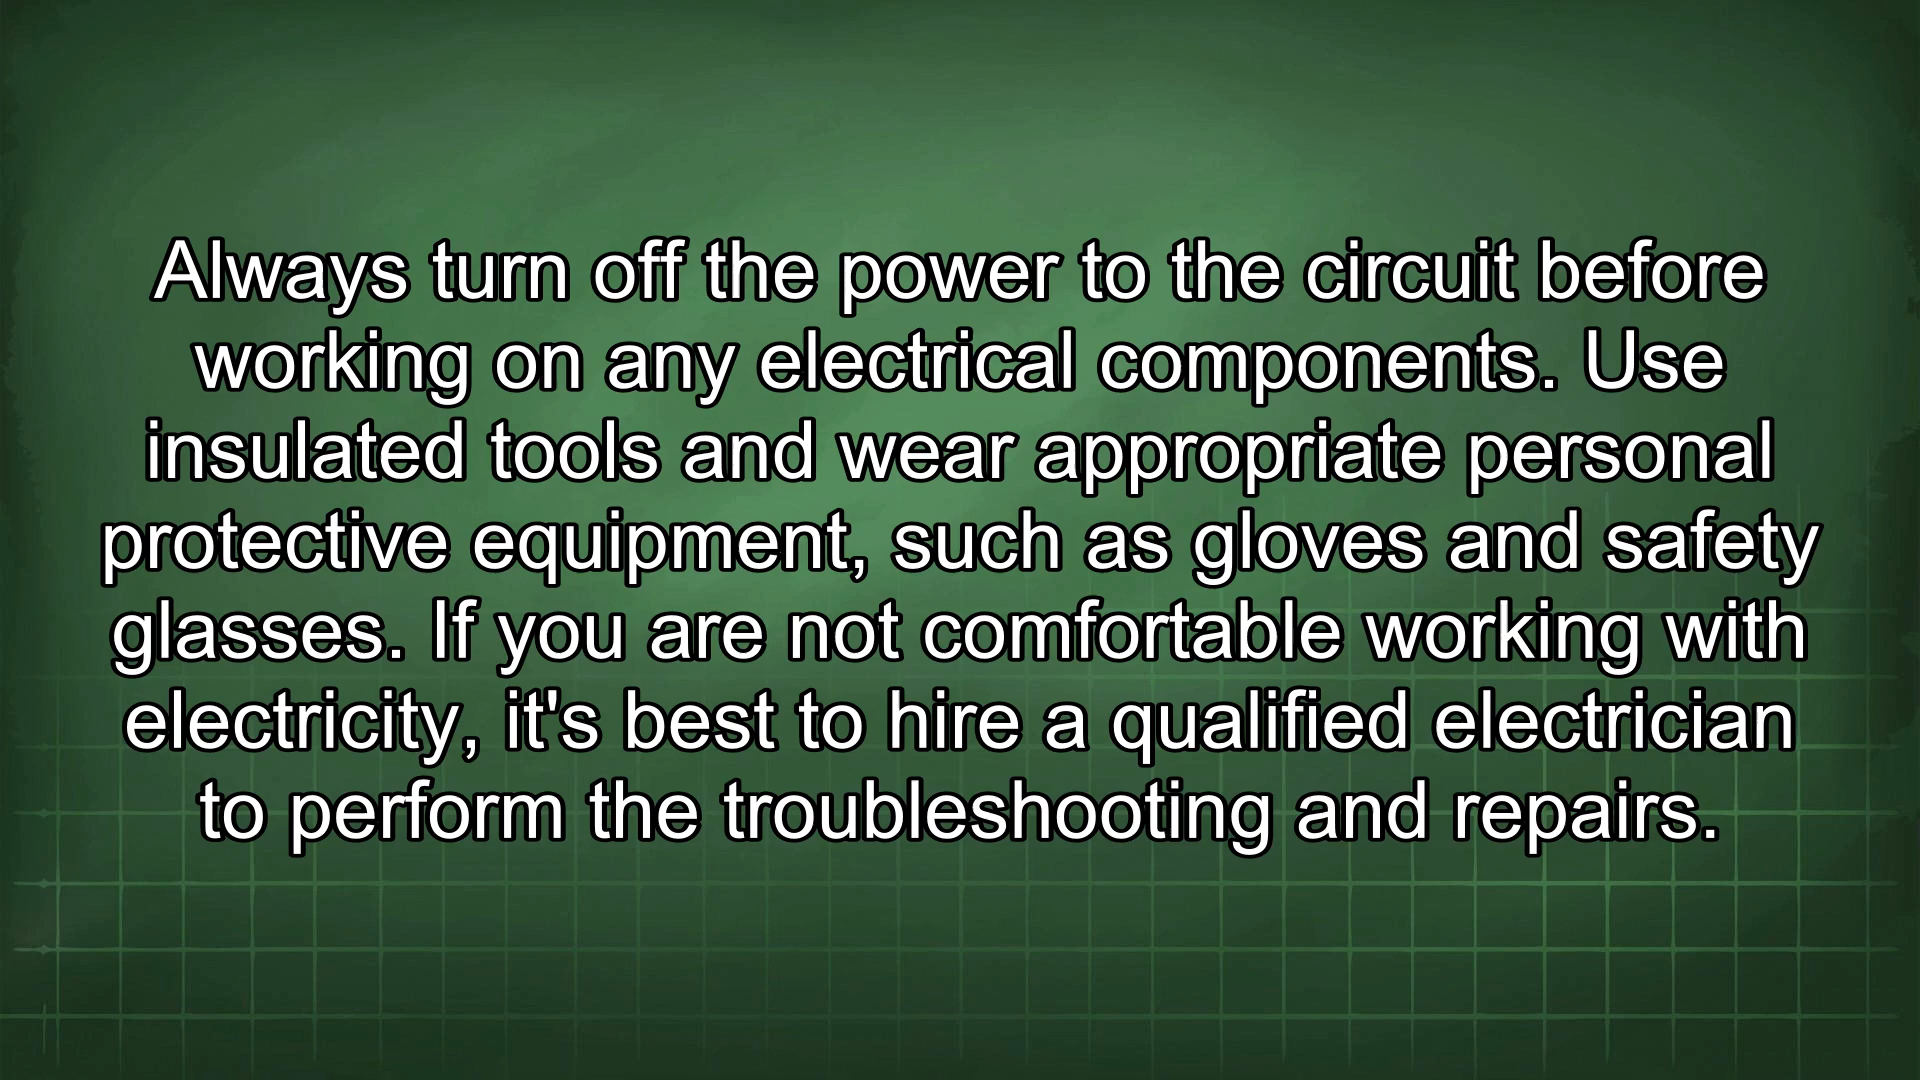 Always turn off the power to the circuit before
working on any electrical components. Use
insulated tools and wear appropriate personal
protective equipment, such as gloves and safety
glasses. If you are not comfortable working with
electricity, it's best to hire a qualified electrician
to perform the troubleshooting and repairs.